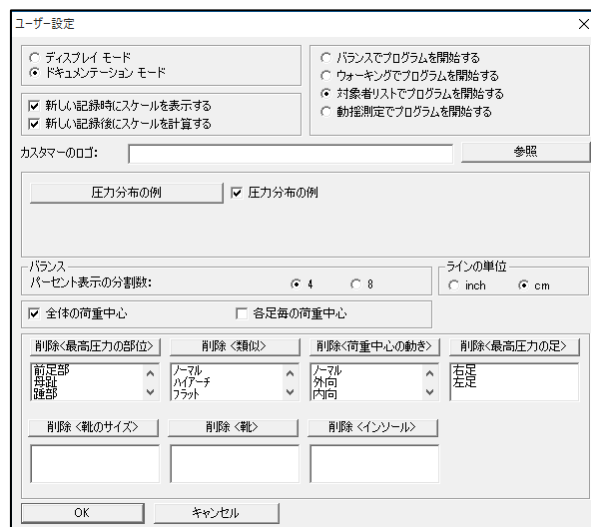 ユーザー設定
ディスプレイ モード
ドキュメンテーション モード
バランスでプログラムを開始する
ウォーキングでプログラムを開始する
対象者リストでプログラムを開始する
動揺測定でプログラムを開始する
新しい記録時にスケールを表示する
新しい記録後にスケールを計算する
カスタマーのロゴ:
参照
圧力分布の例
圧力分布の例
バランス
パーセント表示の分割数:
4
8
ラインの単位
inch
cm
全体の荷重中心
各足毎の荷重中心
削除<最高圧力の部位>
削除 <類似>
削除<荷重中心の動き>
削除<最高圧力の足>
前足部
母趾
踵部
ノーマル
ハイアーチ
フラット
ノーマル
外向
内向
右足
左足
削除 <靴のサイズ>
削除 <靴>
削除 <インソール>
OK
キャンセル